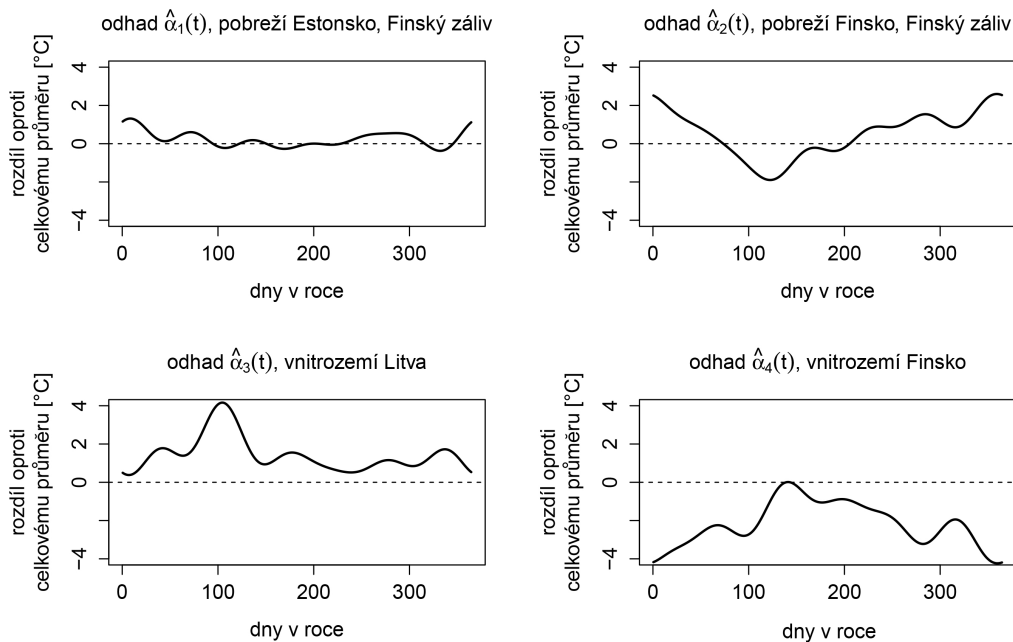 odhad α̂₁(t), pobreží Estonsko, Finský záliv
rozdíl oproti
celkovému průměru [°C]
4
2
0
−4
0 100 200 300
dny v roce
odhad α̂₂(t), pobreží Finsko, Finský záliv
rozdíl oproti
celkovému průměru [°C]
4
2
0
−4
0 100 200 300
dny v roce
odhad α̂₃(t), vnitrozemí Litva
rozdíl oproti
celkovému průměru [°C]
4
2
0
−4
0 100 200 300
dny v roce
odhad α̂₄(t), vnitrozemí Finsko
rozdíl oproti
celkovému průměru [°C]
4
2
0
−4
0 100 200 300
dny v roce